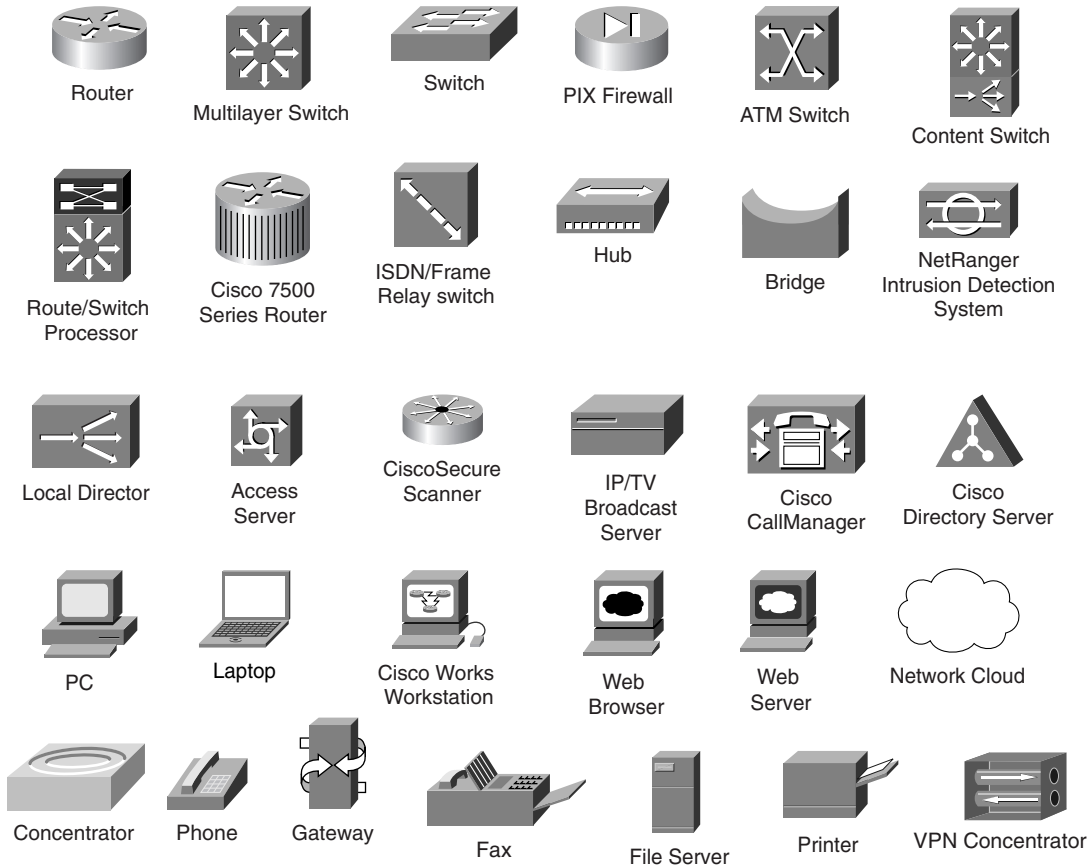 Router
Multilayer Switch
Switch
PIX Firewall
ATM Switch
Content Switch
Route/Switch
Processor
Cisco 7500
Series Router
ISDN/Frame
Relay switch
Hub
Bridge
NetRanger
Intrusion Detection
System
Local Director
Access
Server
CiscoSecure
Scanner
IP/TV
Broadcast
Server
Cisco
CallManager
Cisco
Directory Server
PC
Laptop
Cisco Works
Workstation
Web
Browser
Web
Server
Network Cloud
Concentrator
Phone
Gateway
Fax
File Server
Printer
VPN Concentrator